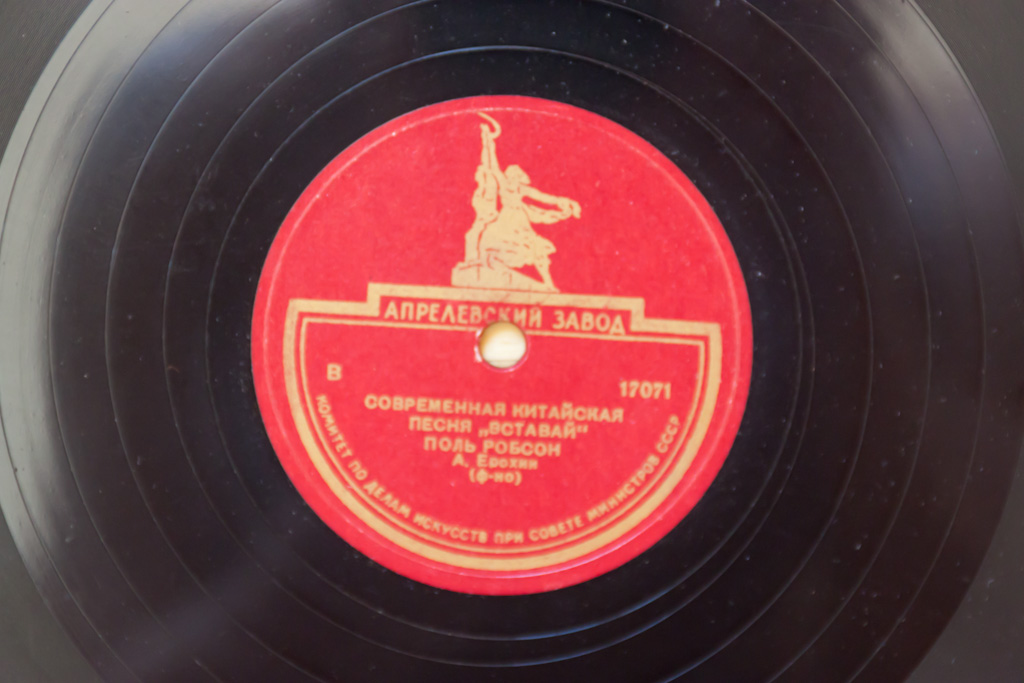 АПРЕЛЕВСКИЙ ЗАВОД
В
17071
СОВРЕМЕННАЯ КИТАЙСКАЯ
ПЕСНЯ „ВСТАВАЙ“
ПОЛЬ РОБСОН
А. Ерохин
(ф-но)
КОМИТЕТ ПО ДЕЛАМ ИСКУССТВ ПРИ СОВЕТЕ МИНИСТРОВ СССР